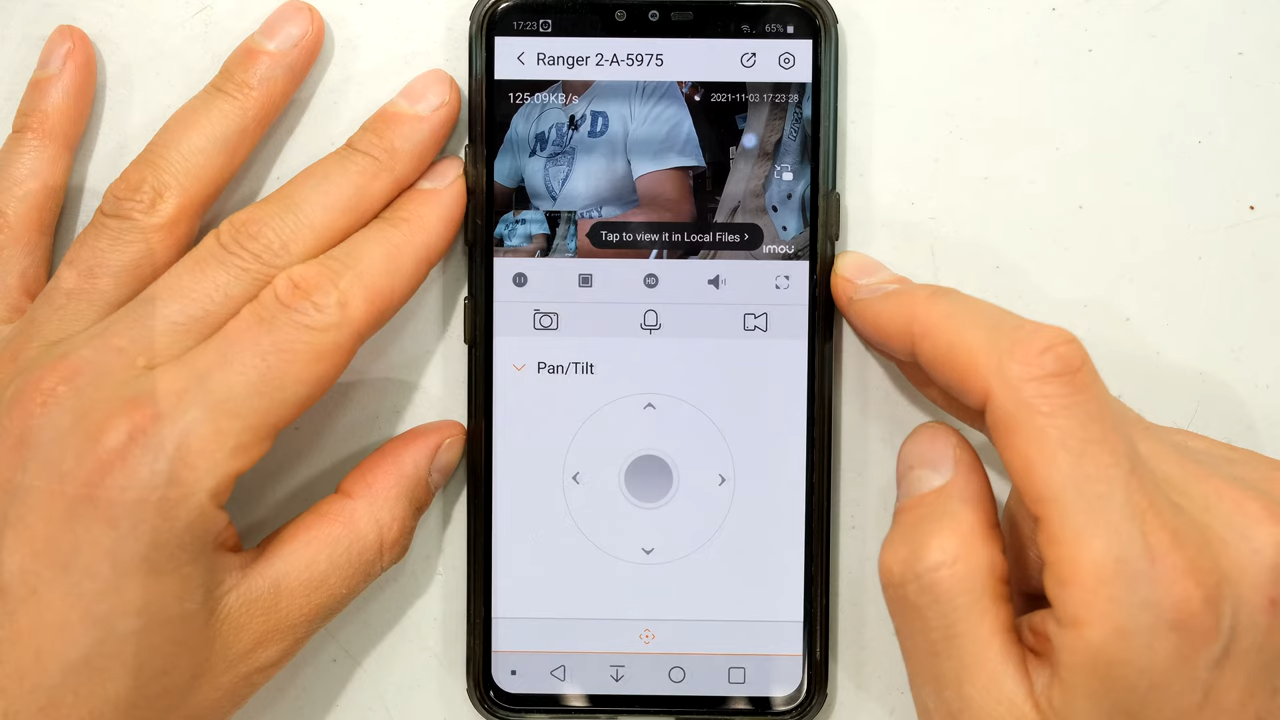 17:23
65%
Ranger 2-A-5975
125.09KB/s
2021-11-03 17:23:28
NYPD
Tap to view it in Local Files >
imou
HD
Pan/Tilt